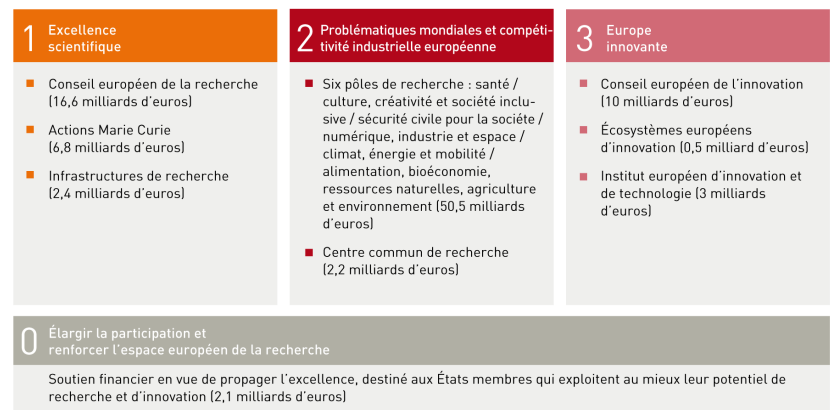 1 Excellence
scientifique
Conseil européen de la recherche
(16,6 milliards d'euros)
Actions Marie Curie
(6,8 milliards d'euros)
Infrastructures de recherche
(2,4 milliards d'euros)
2 Problématiques mondiales et compéti-
tivité industrielle européenne
Six pôles de recherche : santé /
culture, créativité et société inclu-
sive / sécurité civile pour la sociéte /
numérique, industrie et espace /
climat, énergie et mobilité /
alimentation, bioéconomie,
ressources naturelles, agriculture
et environnement (50,5 milliards
d'euros)
Centre commun de recherche
(2,2 milliards d'euros)
3 Europe
innovante
Conseil européen de l'innovation
(10 milliards d'euros)
Écosystèmes européens
d'innovation (0,5 milliard d'euros)
Institut européen d'innovation et
de technologie (3 milliards
d'euros)
0 Élargir la participation et
renforcer l'espace européen de la recherche
Soutien financier en vue de propager l'excellence, destiné aux États membres qui exploitent au mieux leur potentiel de
recherche et d'innovation (2,1 milliards d'euros)